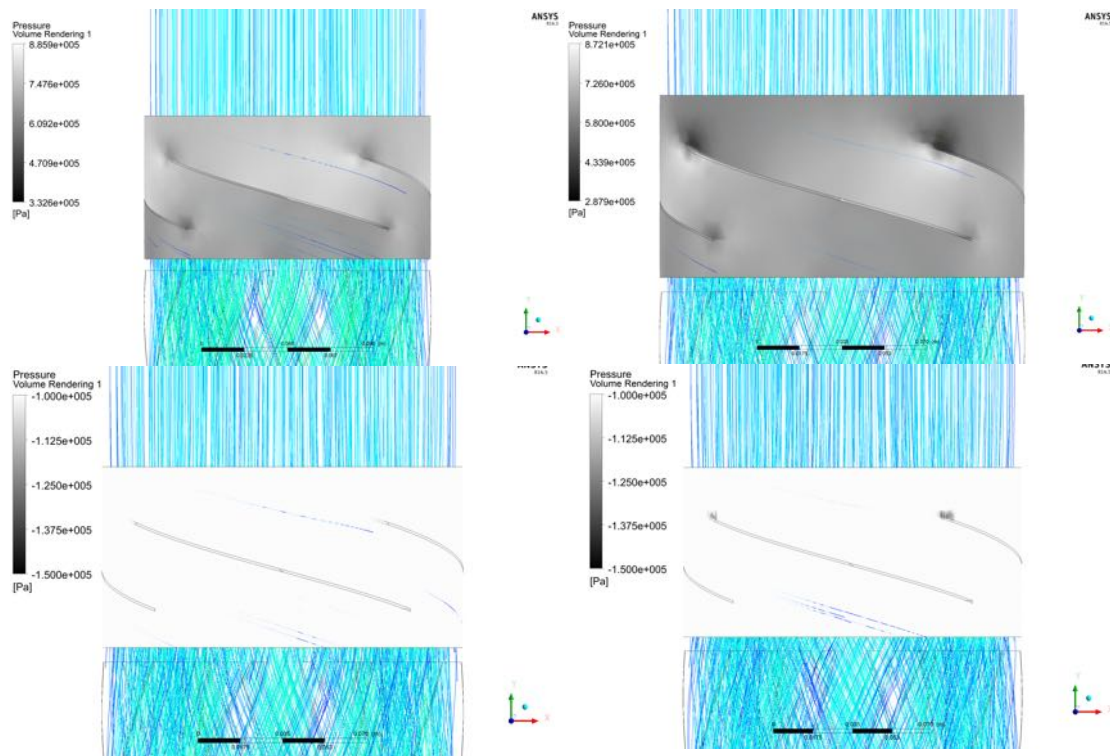 Pressure
Volume Rendering 1
8.859e+005
7.476e+005
6.092e+005
4.709e+005
3.326e+005
[Pa]
ANSYS
R16.1
Y
X
Pressure
Volume Rendering 1
8.721e+005
7.260e+005
5.800e+005
4.339e+005
2.879e+005
[Pa]
ANSYS
Y
X
Pressure
Volume Rendering 1
-1.000e+005
-1.125e+005
-1.250e+005
-1.375e+005
-1.500e+005
[Pa]
ANSYS
Y
X
Pressure
Volume Rendering 1
-1.000e+005
-1.125e+005
-1.250e+005
-1.375e+005
-1.500e+005
[Pa]
ANSYS
Y
X